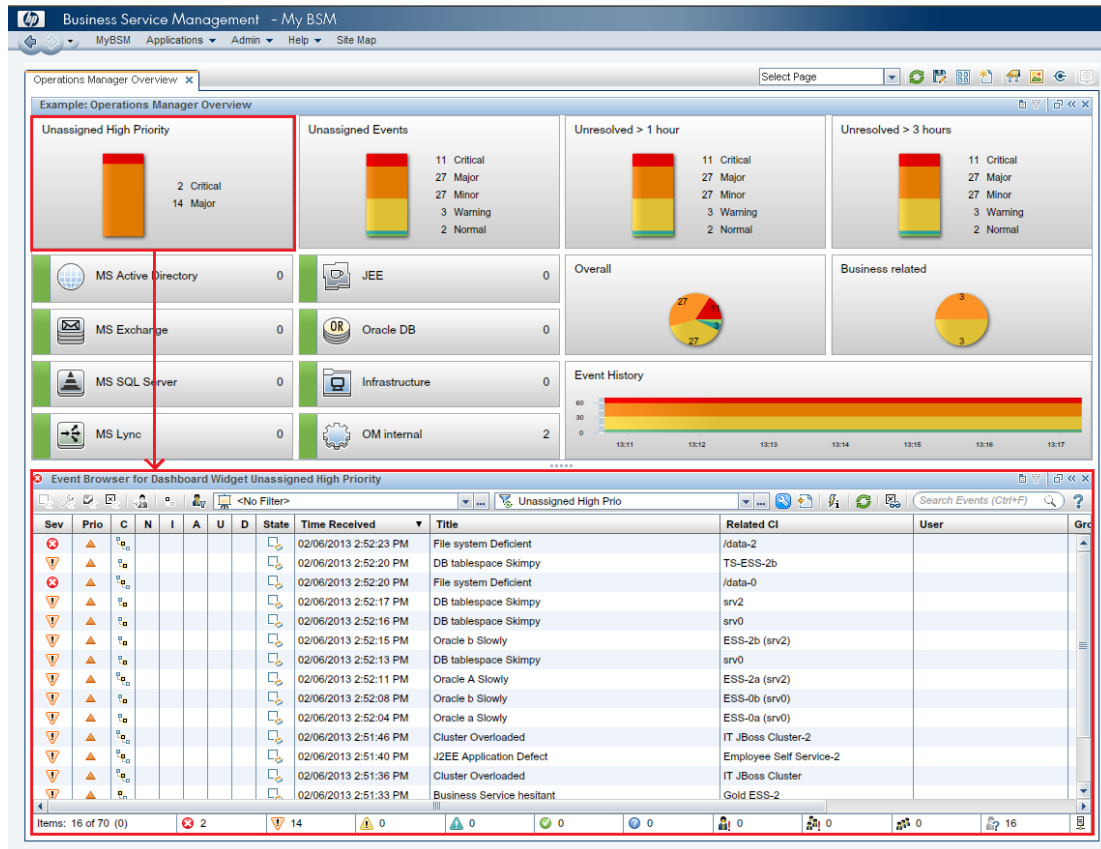 hp Business Service Management - My BSM
MyBSM Applications Admin Help Site Map
Operations Manager Overview
Select Page
Example: Operations Manager Overview
Unassigned High Priority
2 Critical
14 Major
Unassigned Events
11 Critical
27 Major
27 Minor
3 Warning
2 Normal
Unresolved > 1 hour
11 Critical
27 Major
27 Minor
3 Warning
2 Normal
Unresolved > 3 hours
11 Critical
27 Major
27 Minor
3 Warning
2 Normal
MS Active Directory 0
JEE 0
MS Exchange 0
OR Oracle DB 0
MS SQL Server 0
Infrastructure 0
MS Lync 0
OM internal 2
Overall
27
11
3
27
Business related
3
3
Event History
60
30
0
13:11 13:12 13:13 13:14 13:15 13:16 13:17
Event Browser for Dashboard Widget Unassigned High Priority
<No Filter> ... Unassigned High Prio ... Search Events (Ctrl+F) ?
Sev Prio C N I A U D State Time Received Title Related CI User Gro
02/06/2013 2:52:23 PM File system Deficient /data-2
02/06/2013 2:52:20 PM DB tablespace Skimpy TS-ESS-2b
02/06/2013 2:52:20 PM File system Deficient /data-0
02/06/2013 2:52:17 PM DB tablespace Skimpy srv2
02/06/2013 2:52:16 PM DB tablespace Skimpy srv0
02/06/2013 2:52:15 PM Oracle b Slowly ESS-2b (srv2)
02/06/2013 2:52:13 PM DB tablespace Skimpy srv0
02/06/2013 2:52:11 PM Oracle A Slowly ESS-2a (srv2)
02/06/2013 2:52:08 PM Oracle b Slowly ESS-0b (srv0)
02/06/2013 2:52:04 PM Oracle a Slowly ESS-0a (srv0)
02/06/2013 2:51:46 PM Cluster Overloaded IT JBoss Cluster-2
02/06/2013 2:51:40 PM J2EE Application Defect Employee Self Service-2
02/06/2013 2:51:36 PM Cluster Overloaded IT JBoss Cluster
02/06/2013 2:51:33 PM Business Service hesitant Gold ESS-2
Items: 16 of 70 (0) 2 14 0 0 0 0 0 0 0 16